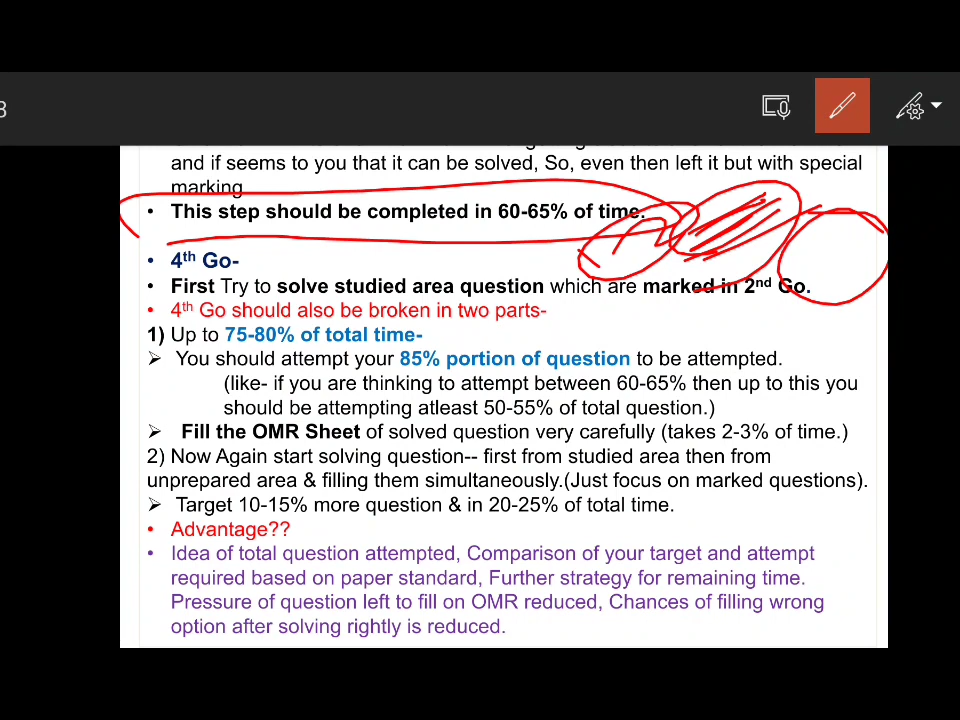 3
and if seems to you that it can be solved, So, even then left it but with special
marking
• This step should be completed in 60-65% of time.
• 4th Go-
• First Try to solve studied area question which are marked in 2nd Go.
• 4th Go should also be broken in two parts-
1) Up to 75-80% of total time-
➢ You should attempt your 85% portion of question to be attempted.
(like- if you are thinking to attempt between 60-65% then up to this you
should be attempting atleast 50-55% of total question.)
➢ Fill the OMR Sheet of solved question very carefully (takes 2-3% of time.)
2) Now Again start solving question-- first from studied area then from
unprepared area & filling them simultaneously.(Just focus on marked questions).
➢ Target 10-15% more question & in 20-25% of total time.
• Advantage??
• Idea of total question attempted, Comparison of your target and attempt
required based on paper standard, Further strategy for remaining time.
Pressure of question left to fill on OMR reduced, Chances of filling wrong
option after solving rightly is reduced.